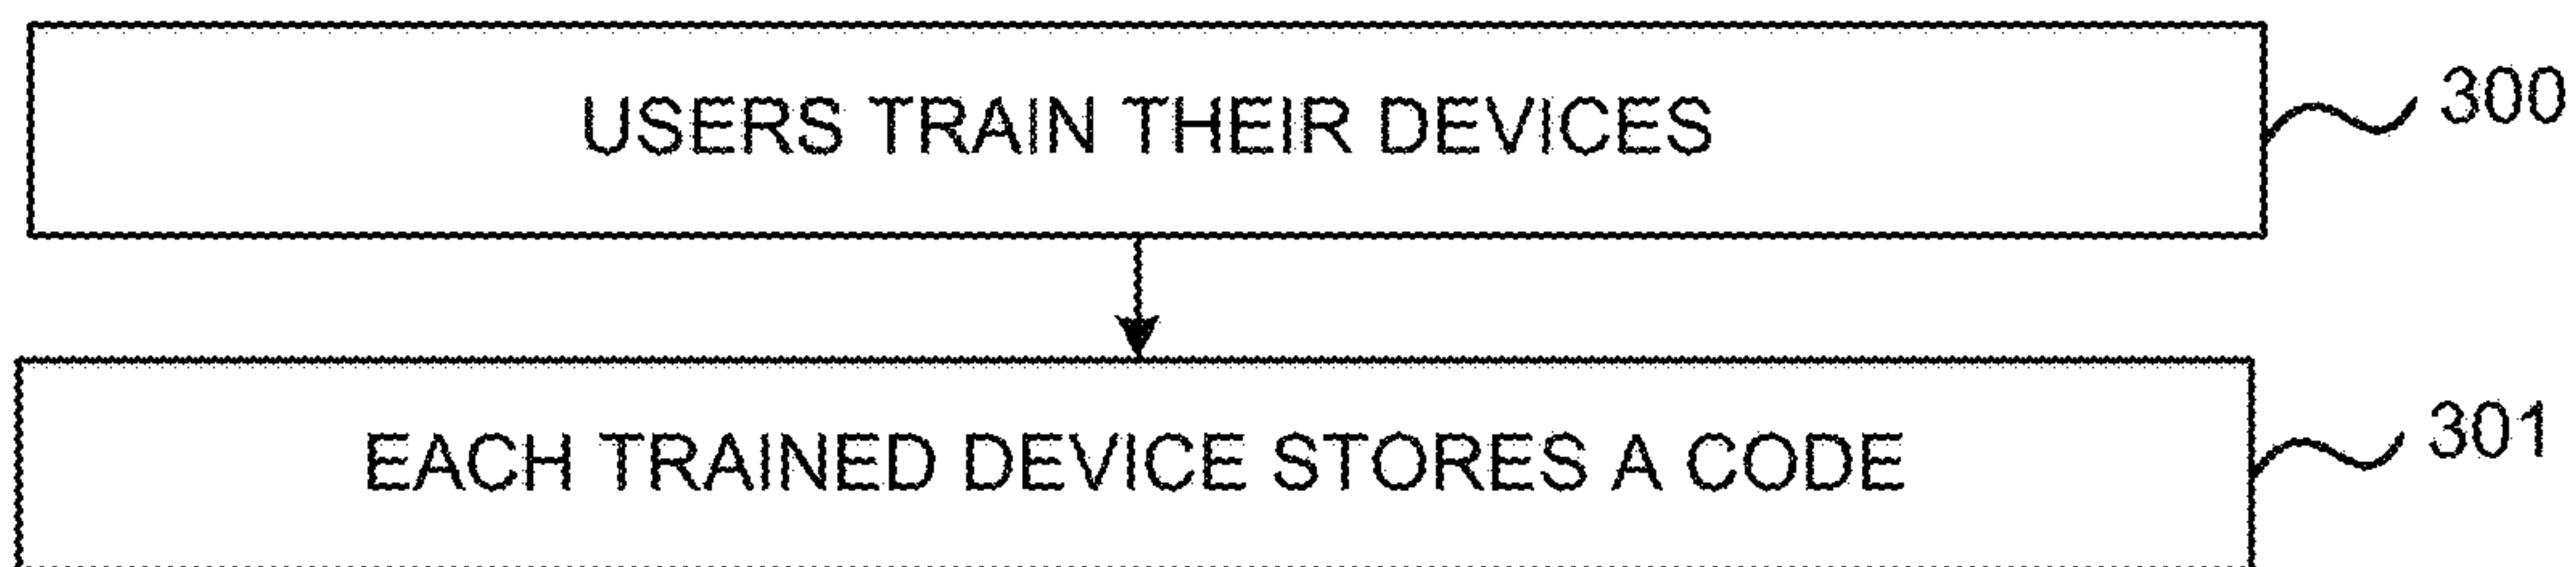 USERS TRAIN THEIR DEVICES
300
EACH TRAINED DEVICE STORES A CODE
301